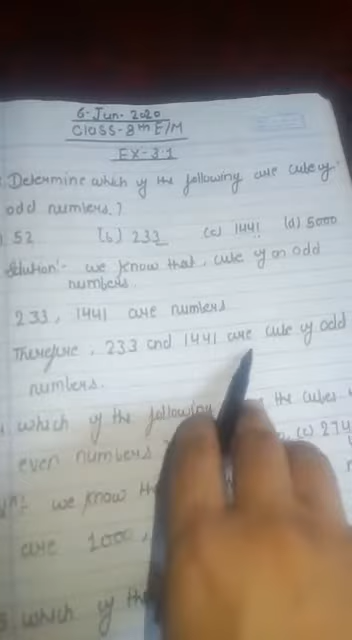 6-Jun-2020
Class-8th E/M
EX-3.1
Determine which of the following are cube of
odd numbers.?
52 (b) 233 (c) 1441 (d) 5000
Solution'- we know that, cube of an odd
numbers.
233, 1441 are numbers
Therefore, 233 and 1441 are cube of odd
numbers.
which of the following the cubes
even numbers (c) 274
we know
are 1000,
3. which of the